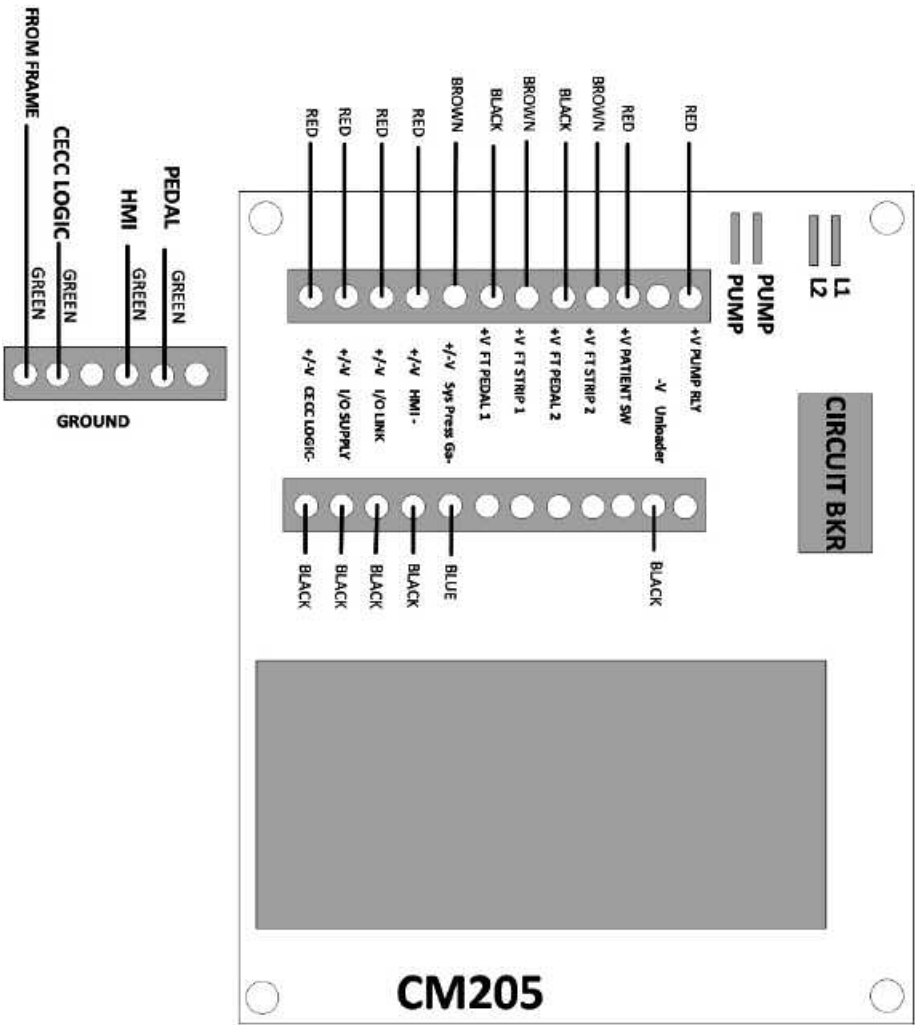 FROM FRAME
CECC LOGIC
HMI
PEDAL
GREEN
GREEN
GREEN
GREEN
GROUND
RED
RED
RED
RED
BROWN
BLACK
BROWN
BLACK
BROWN
RED
RED
PUMP
PUMP
L2
L1
+/-V CECC LOGIC-
+/-V I/O SUPPLY
+/-V I/O LINK
+/-V HMI -
+/-V Sys Press Ga-
+V FT PEDAL 1
+V FT STRIP 1
+V FT PEDAL 2
+V FT STRIP 2
+V PATIENT SW
-V Unloader
+V PUMP RLY
CIRCUIT BKR
BLACK
BLACK
BLACK
BLACK
BLUE
BLACK
CM205